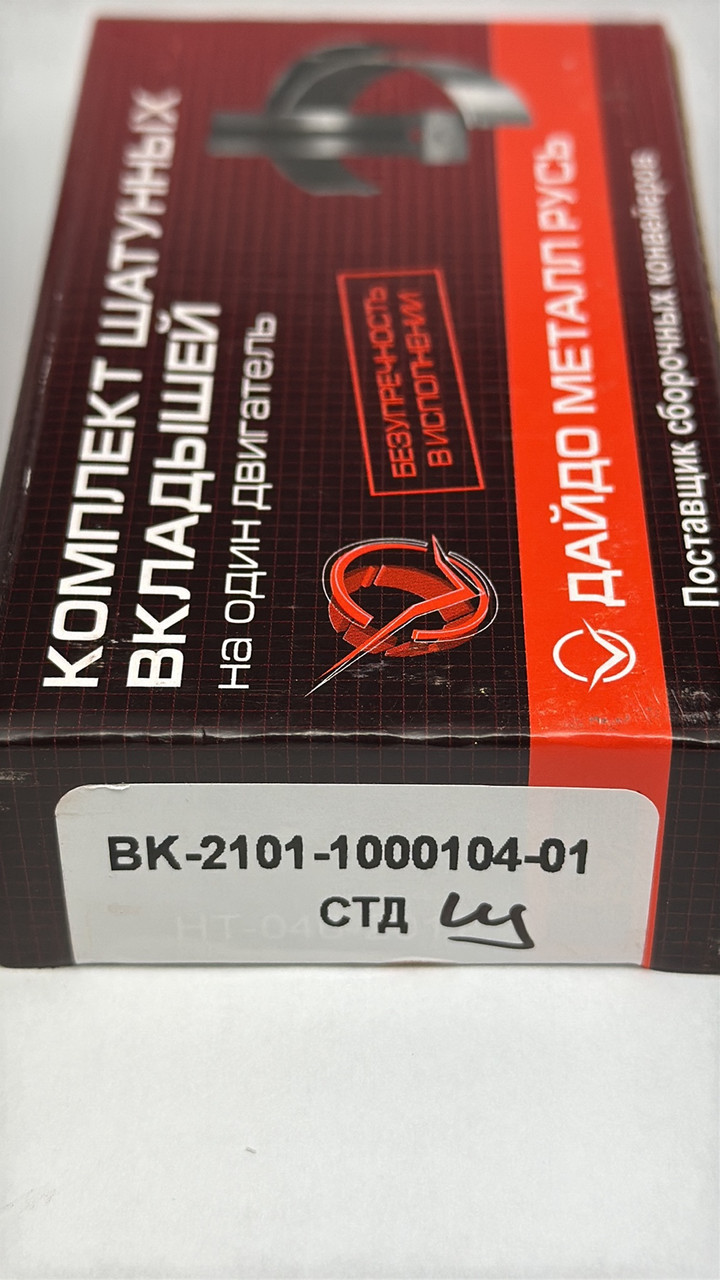 КОМПЛЕКТ ШАТУННЫХ
ВКЛАДЫШЕЙ
на один двигатель
БЕЗУПРЕЧНОСТЬ
В ИСПОЛНЕНИИ
ДАЙДО МЕТАЛЛ РУСЬ
Поставщик сборочных конвейеров
ВК-2101-1000104-01
СТД